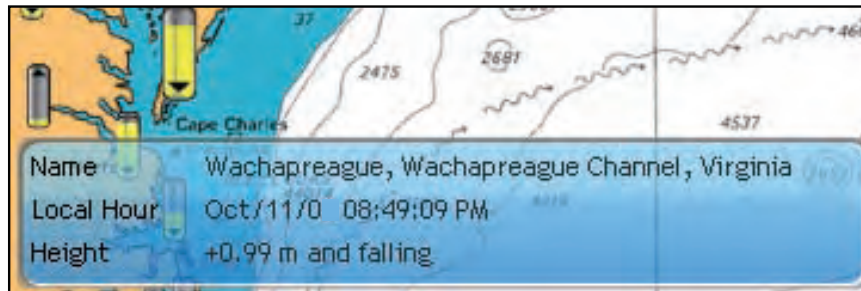 37
2475
2681
4537
Cape Charles
Name Wachapreague, Wachapreague Channel, Virginia
Local Hour Oct/11/0 08:49:09 PM
Height +0.99 m and falling